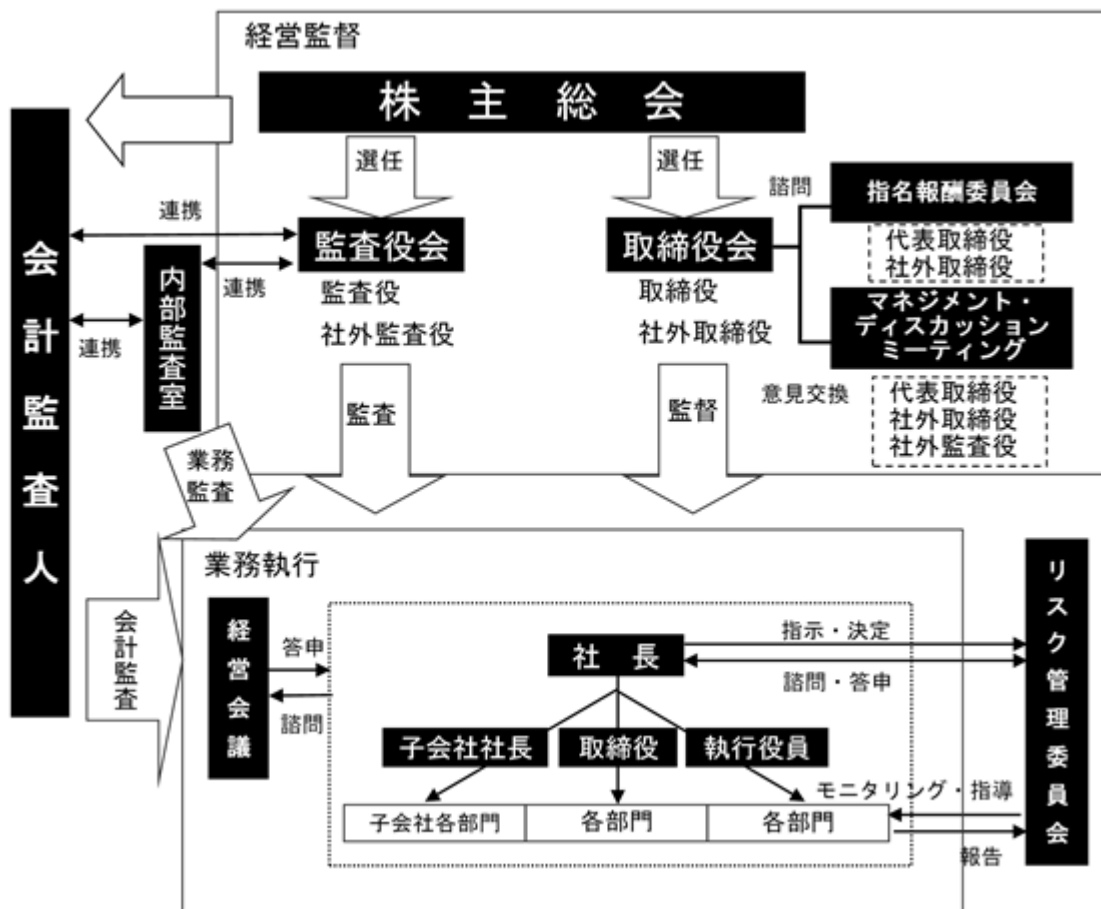 経営監督
株主総会
選任
選任
諮問
指名報酬委員会
代表取締役
社外取締役
連携
監査役会
取締役会
連携
監査役
社外監査役
取締役
社外取締役
マネジメント・
ディスカッション
ミーティング
会計監査人
内部監査室
連携
監査
監督
意見交換
代表取締役
社外取締役
社外監査役
業務
監査
業務執行
会計監査
経営会議
答申
諮問
社長
指示・決定
諮問・答申
リスク管理委員会
子会社社長
取締役
執行役員
モニタリング・指導
子会社各部門
各部門
各部門
報告